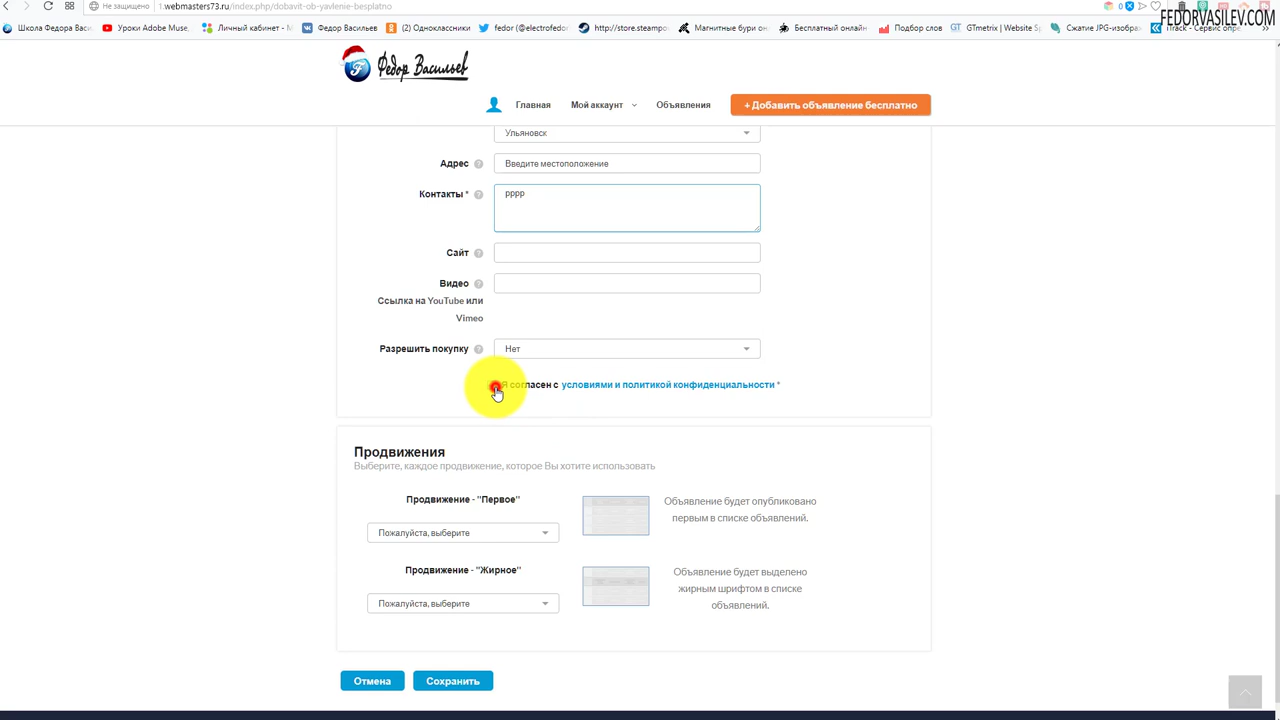 Не защищено 1.webmasters73.ru/index.php/dobavit-ob-yavlenie-besplatno
0
FEDORVASILEV.COM
Школа Федора Васи. Уроки Adobe Muse, Личный кабинет - М Федор Васильев (2) Одноклассники fedor (@electrofedor http://store.steampo Магнитные бури он Бесплатный онлайн Подбор слов GTmetrix | Website Sp Сжатие JPG-изображ iTrack - Сервис опре. »
Федор Васильев
Главная Мой аккаунт Объявления + Добавить объявление бесплатно
Ульяновск
Адрес ? Введите местоположение
Контакты * ? рррр
Сайт ?
Видео ?
Ссылка на YouTube или
Vimeo
Разрешить покупку ? Нет
Я согласен с условиями и политикой конфиденциальности *
Продвижения
Выберите, каждое продвижение, которое Вы хотите использовать
Продвижение - "Первое"
Пожалуйста, выберите
Объявление будет опубликовано
первым в списке объявлений.
Продвижение - "Жирное"
Пожалуйста, выберите
Объявление будет выделено
жирным шрифтом в списке
объявлений.
Отмена Сохранить